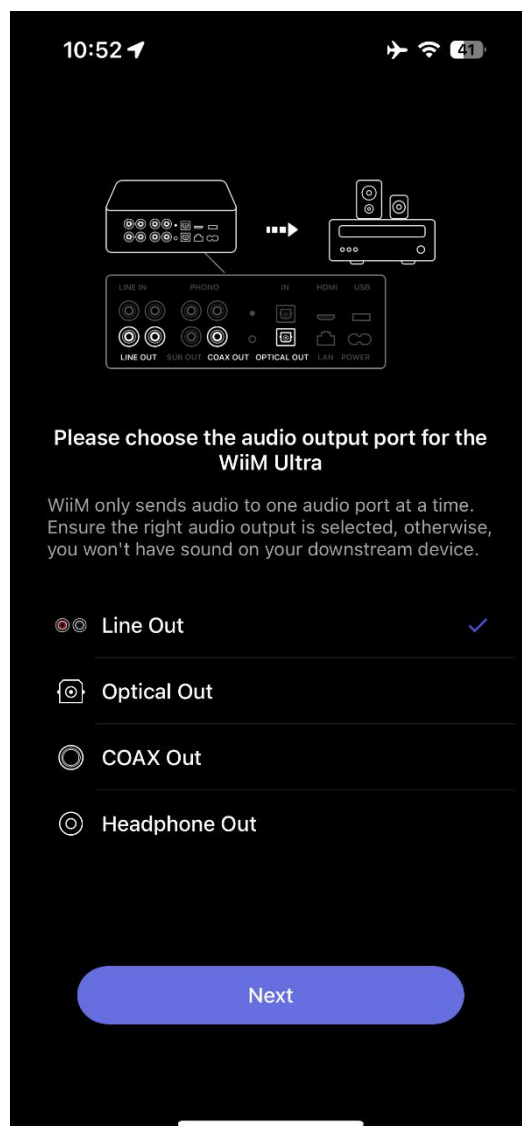 10:52
41
LINE IN PHONO IN HDMI USB
LINE OUT SUB OUT COAX OUT OPTICAL OUT LAN POWER
Please choose the audio output port for the
WiiM Ultra
WiiM only sends audio to one audio port at a time.
Ensure the right audio output is selected, otherwise,
you won't have sound on your downstream device.
Line Out
Optical Out
COAX Out
Headphone Out
Next